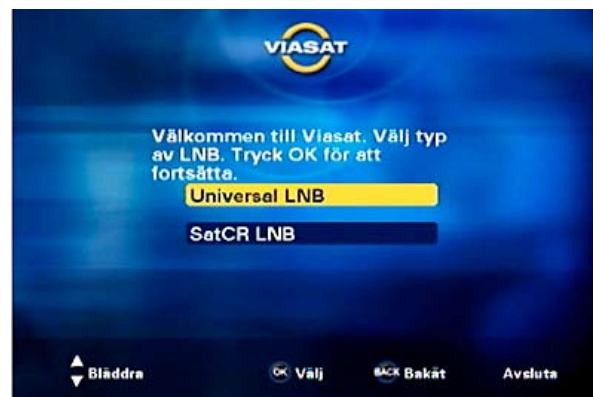 VIASAT
Välkommen till Viasat. Välj typ
av LNB. Tryck OK för att
fortsätta.
Universal LNB
SatCR LNB
Bläddra
OK Välj
BACK Bakåt
Avsluta